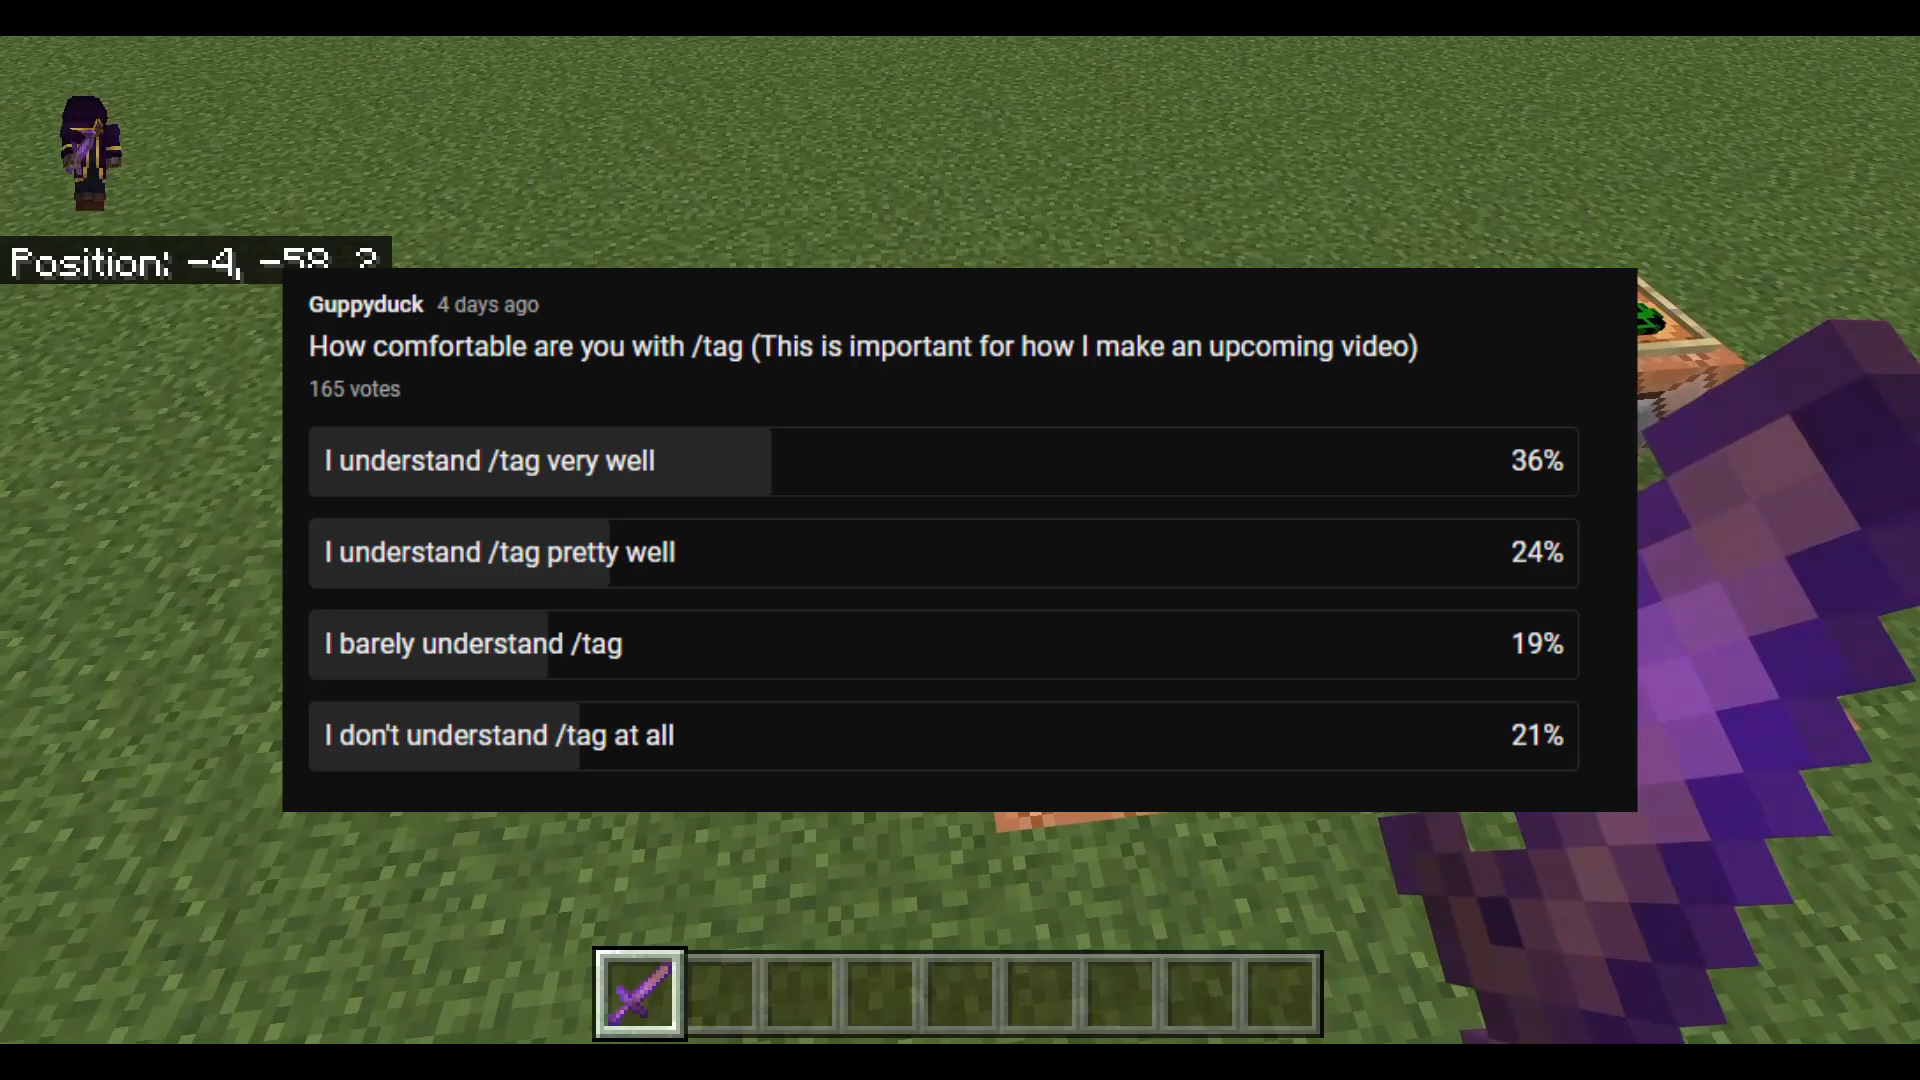 Position: -4, -58, 2
Guppyduck 4 days ago
How comfortable are you with /tag (This is important for how I make an upcoming video)
165 votes
I understand /tag very well 36%
I understand /tag pretty well 24%
I barely understand /tag 19%
I don't understand /tag at all 21%